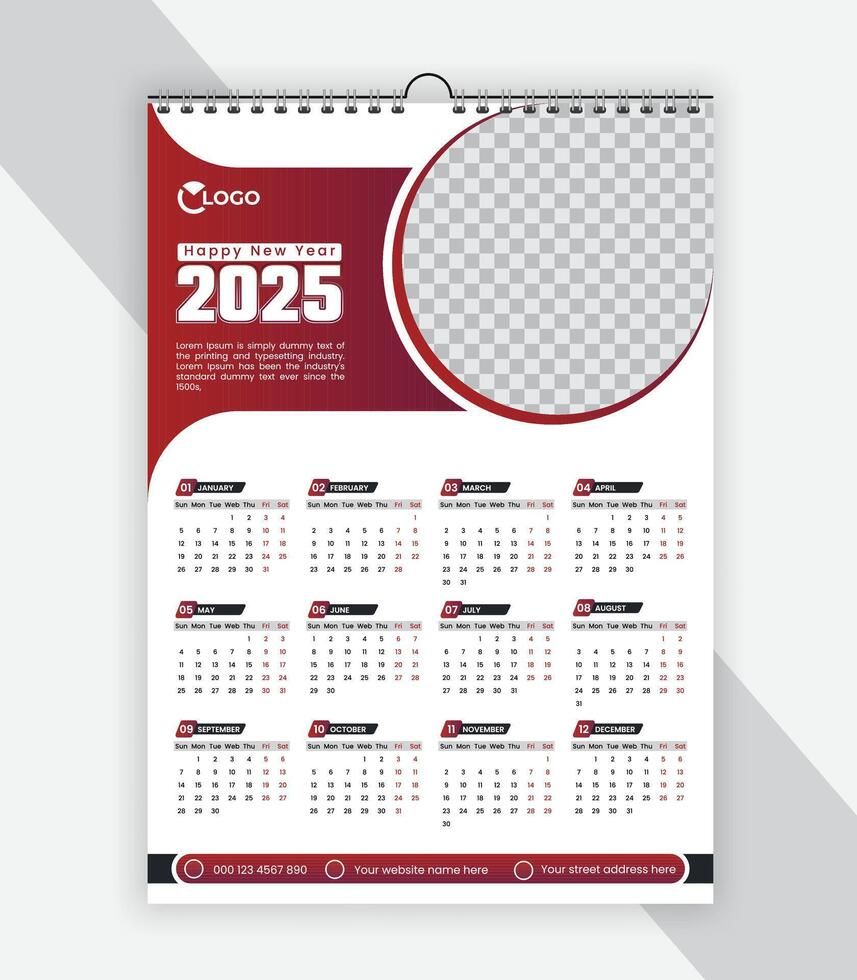 LOGO
Happy New Year
2025
Lorem Ipsum is simply dummy text of
the printing and typesetting industry.
Lorem Ipsum has been the industry's
standard dummy text ever since the
1500s,
01 JANUARY
Sun Mon Tue Wed Thu Fri Sat
1 2 3 4
5 6 7 8 9 10 11
12 13 14 15 16 17 18
19 20 21 22 23 24 25
26 27 28 29 30 31
02 FEBRUARY
Sun Mon Tue Wed Thu Fri Sat
1
2 3 4 5 6 7 8
9 10 11 12 13 14 15
16 17 18 19 20 21 22
23 24 25 26 27 28
03 MARCH
Sun Mon Tue Wed Thu Fri Sat
1
2 3 4 5 6 7 8
9 10 11 12 13 14 15
16 17 18 19 20 21 22
23 24 25 26 27 28 29
30 31
04 APRIL
Sun Mon Tue Wed Thu Fri Sat
1 2 3 4 5
6 7 8 9 10 11 12
13 14 15 16 17 18 19
20 21 22 23 24 25 26
27 28 29 30
05 MAY
Sun Mon Tue Wed Thu Fri Sat
1 2 3
4 5 6 7 8 9 10
11 12 13 14 15 16 17
18 19 20 21 22 23 24
25 26 27 28 29 30 31
06 JUNE
Sun Mon Tue Wed Thu Fri Sat
1 2 3 4 5 6 7
8 9 10 11 12 13 14
15 16 17 18 19 20 21
22 23 24 25 26 27 28
29 30
07 JULY
Sun Mon Tue Wed Thu Fri Sat
1 2 3 4 5
6 7 8 9 10 11 12
13 14 15 16 17 18 19
20 21 22 23 24 25 26
27 28 29 30 31
08 AUGUST
Sun Mon Tue Wed Thu Fri Sat
1 2
3 4 5 6 7 8 9
10 11 12 13 14 15 16
17 18 19 20 21 22 23
24 25 26 27 28 29 30
31
09 SEPTEMBER
Sun Mon Tue Wed Thu Fri Sat
1 2 3 4 5 6
7 8 9 10 11 12 13
14 15 16 17 18 19 20
21 22 23 24 25 26 27
28 29 30
10 OCTOBER
Sun Mon Tue Wed Thu Fri Sat
1 2 3 4
5 6 7 8 9 10 11
12 13 14 15 16 17 18
19 20 21 22 23 24 25
26 27 28 29 30 31
11 NOVEMBER
Sun Mon Tue Wed Thu Fri Sat
1
2 3 4 5 6 7 8
9 10 11 12 13 14 15
16 17 18 19 20 21 22
23 24 25 26 27 28 29
30
12 DECEMBER
Sun Mon Tue Wed Thu Fri Sat
1 2 3 4 5 6
7 8 9 10 11 12 13
14 15 16 17 18 19 20
21 22 23 24 25 26 27
28 29 30 31
000 123 4567 890 Your website name here Your street address here